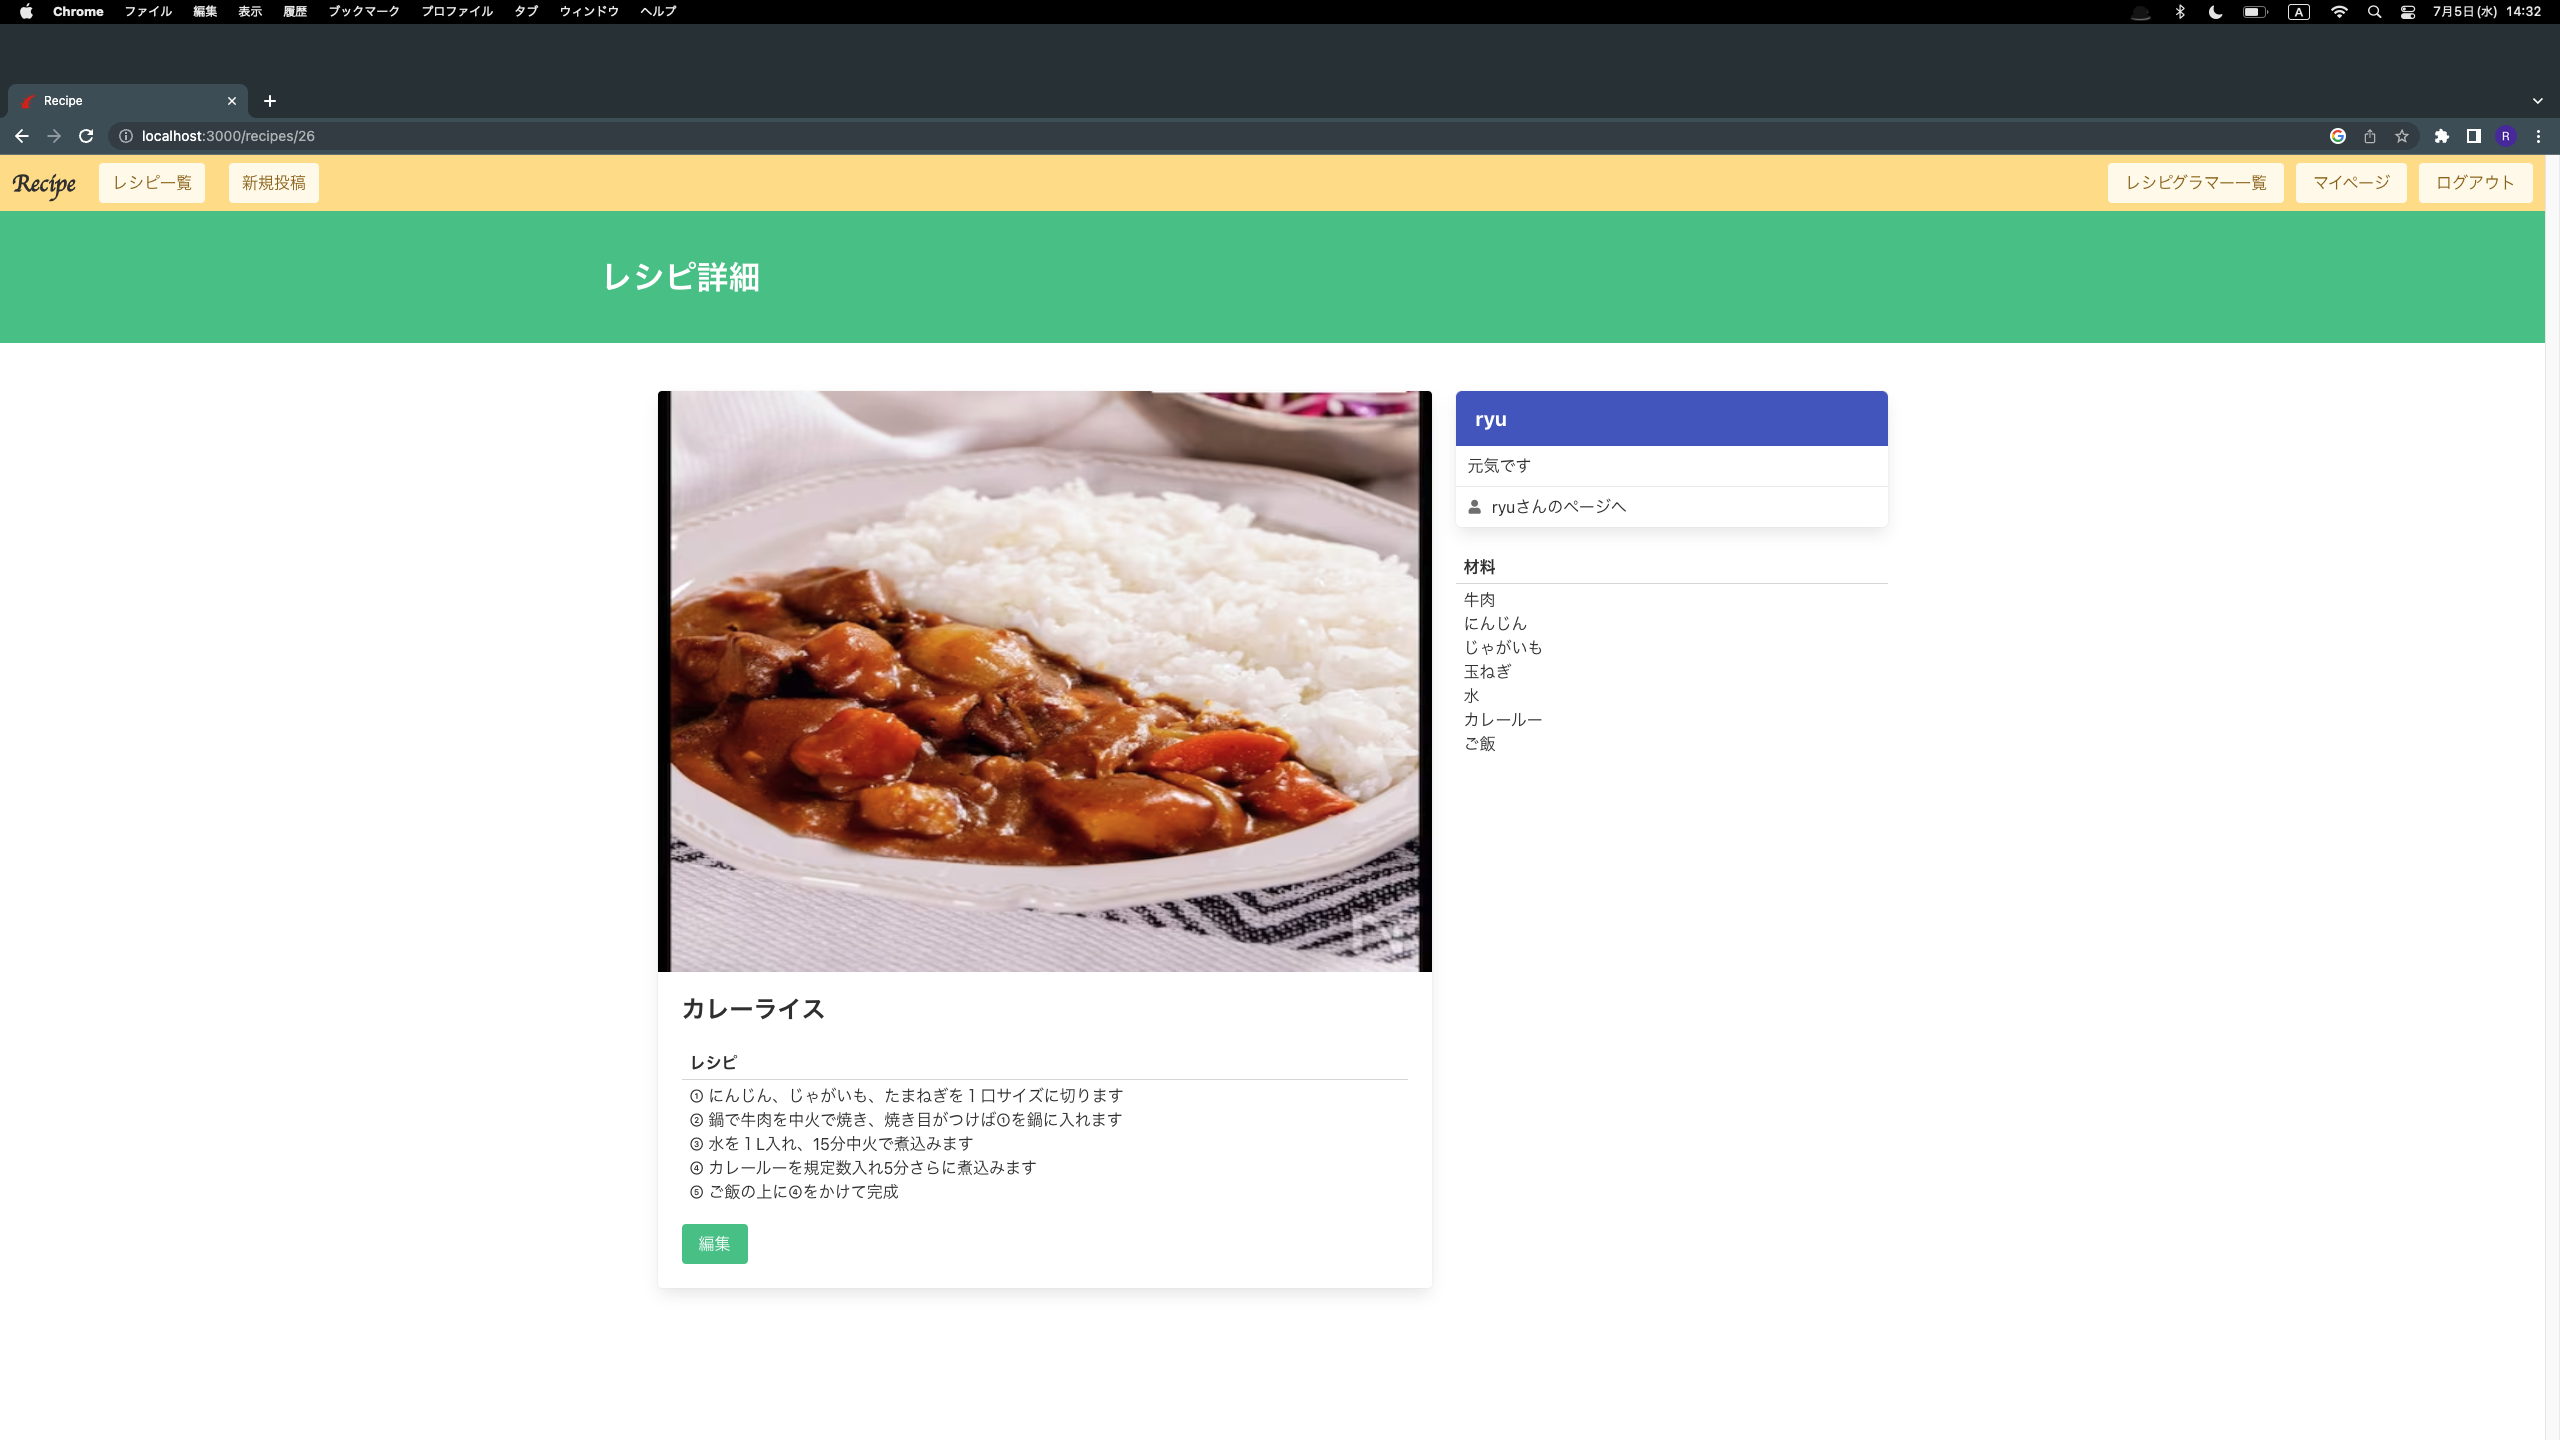 Chrome ファイル 編集 表示 履歴 ブックマーク プロファイル タブ ウィンドウ ヘルプ
A 7月5日(水) 14:32
Recipe
localhost:3000/recipes/26
R
Recipe レシピ一覧 新規投稿 レシピグラマー一覧 マイページ ログアウト
レシピ詳細
ryu
元気です
ryuさんのページへ
材料
牛肉
にんじん
じゃがいも
玉ねぎ
水
カレールー
ご飯
カレーライス
レシピ
① にんじん、じゃがいも、たまねぎを１口サイズに切ります
② 鍋で牛肉を中火で焼き、焼き目がつけば①を鍋に入れます
③ 水を１L入れ、15分中火で煮込みます
④ カレールーを規定数入れ5分さらに煮込みます
⑤ ご飯の上に④をかけて完成
編集